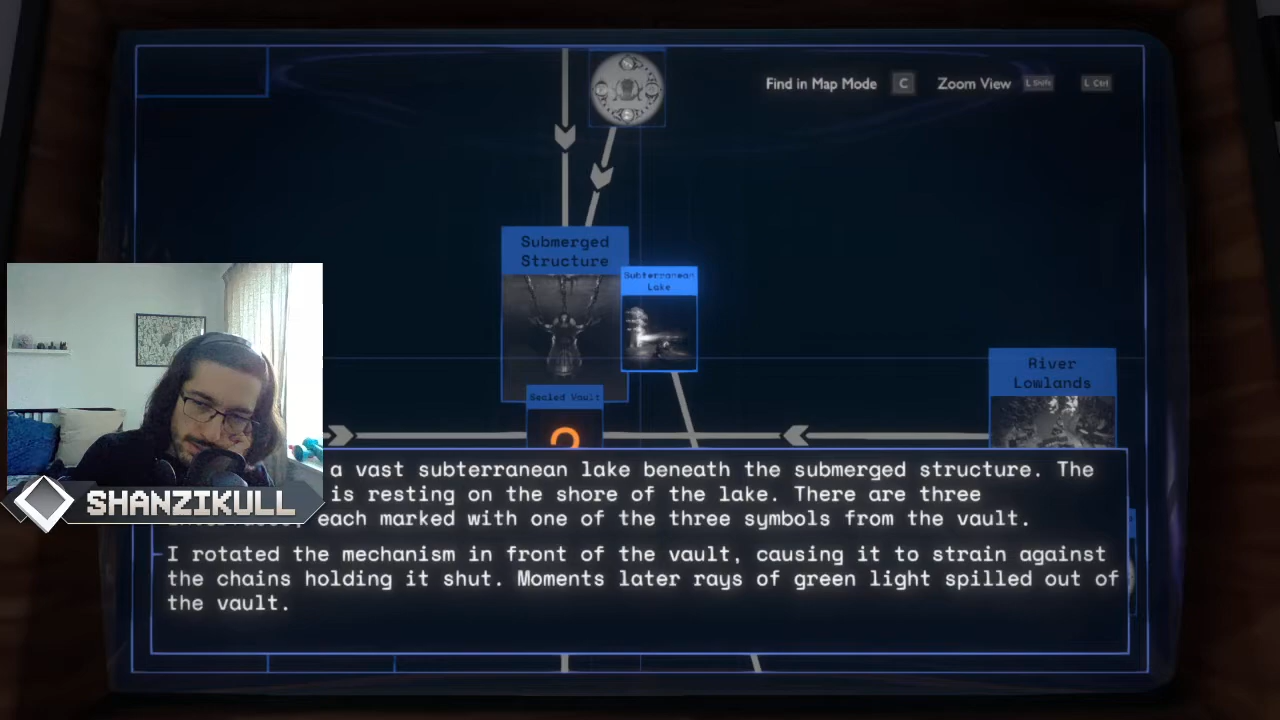 Find in Map Mode C Zoom View L Shift L Ctrl
Submerged
Structure
Subterranean
Lake
River
Lowlands
Sealed Vault
a vast subterranean lake beneath the submerged structure. The
is resting on the shore of the lake. There are three
each marked with one of the three symbols from the vault.
I rotated the mechanism in front of the vault, causing it to strain against
the chains holding it shut. Moments later rays of green light spilled out of
the vault.
SHANZIKULL